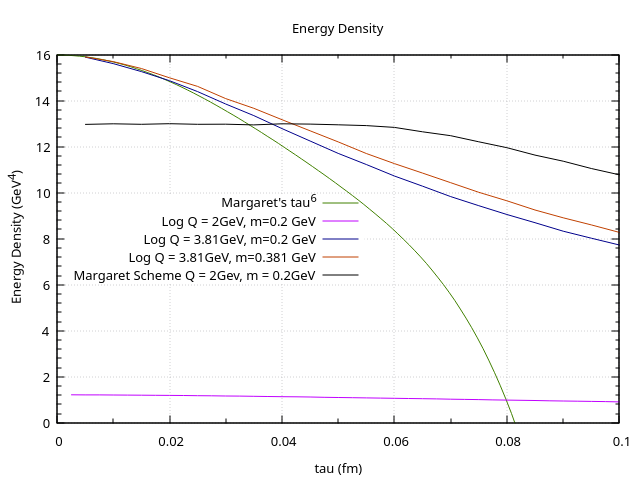 Energy Density
16
14
12
10
8
6
4
2
0
Energy Density (GeV⁴)
Margaret's tau⁶
Log Q = 2GeV, m=0.2 GeV
Log Q = 3.81GeV, m=0.2 GeV
Log Q = 3.81GeV, m=0.381 GeV
Margaret Scheme Q = 2Gev, m = 0.2GeV
0 0.02 0.04 0.06 0.08 0.1
tau (fm)